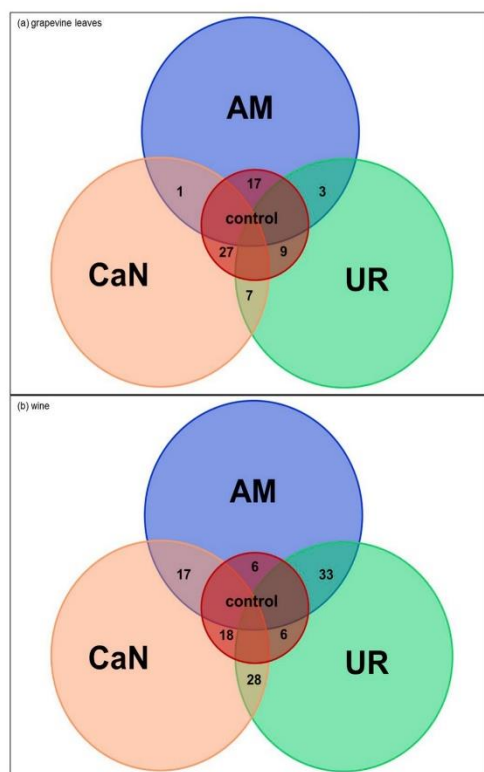 (a) grapevine leaves
AM
17
1
3
control
27
9
CaN
UR
7
(b) wine
AM
6
17
33
control
18
6
CaN
UR
28